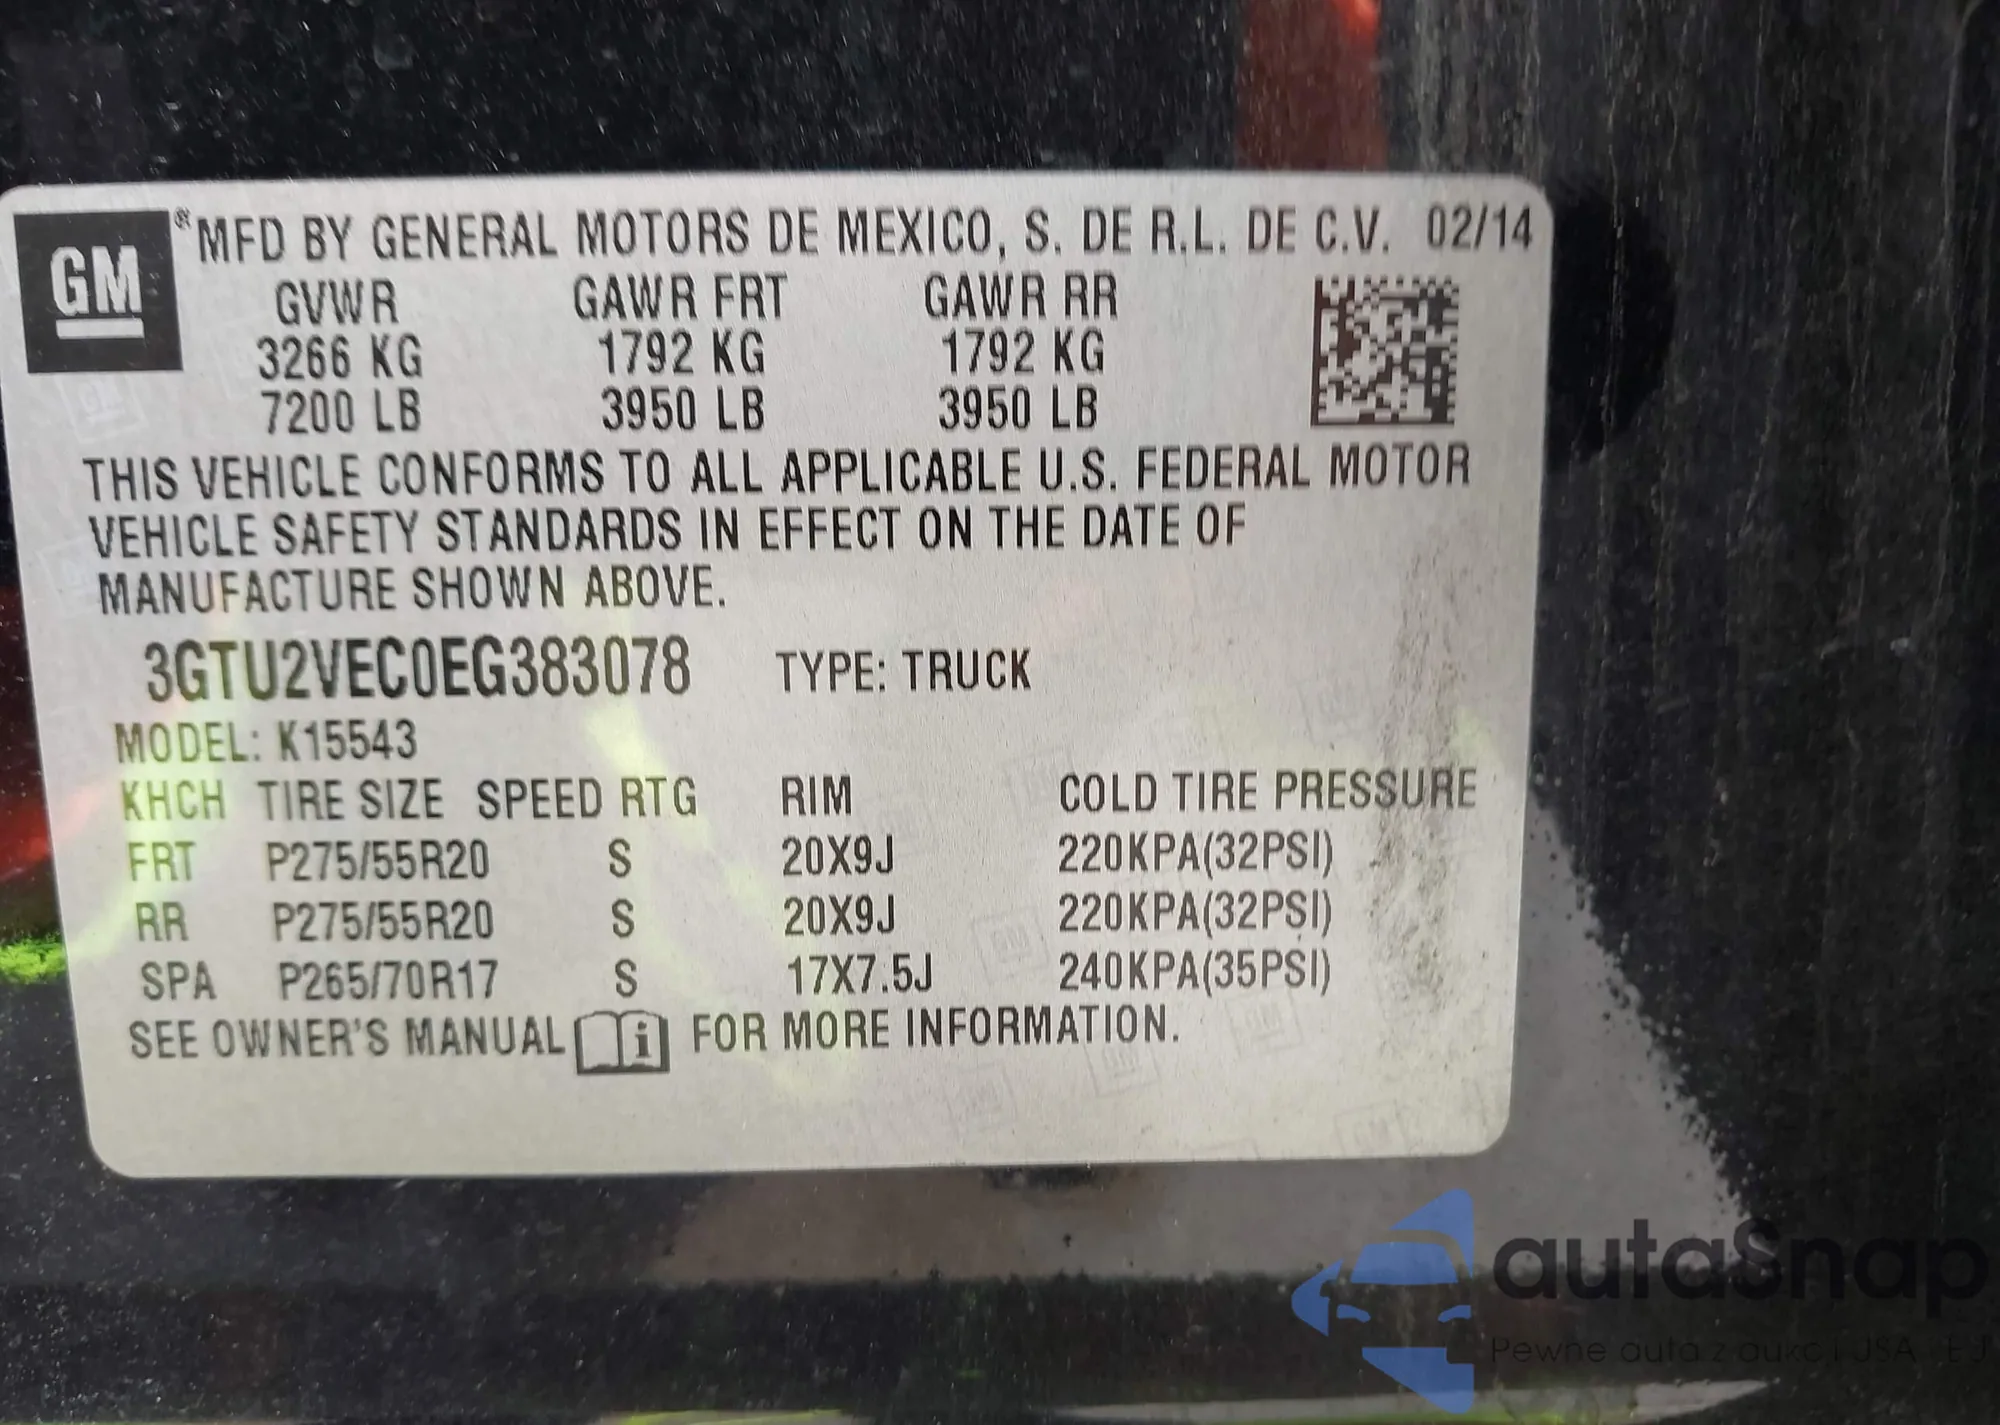 GM
®
MFD BY GENERAL MOTORS DE MEXICO, S. DE R.L. DE C.V. 02/14
GVWR GAWR FRT GAWR RR
3266 KG 1792 KG 1792 KG
7200 LB 3950 LB 3950 LB
THIS VEHICLE CONFORMS TO ALL APPLICABLE U.S. FEDERAL MOTOR
VEHICLE SAFETY STANDARDS IN EFFECT ON THE DATE OF
MANUFACTURE SHOWN ABOVE.
3GTU2VEC0EG383078 TYPE: TRUCK
MODEL: K15543
KHCH TIRE SIZE SPEED RTG RIM COLD TIRE PRESSURE
FRT P275/55R20 S 20X9J 220KPA(32PSI)
RR P275/55R20 S 20X9J 220KPA(32PSI)
SPA P265/70R17 S 17X7.5J 240KPA(35PSI)
SEE OWNER'S MANUAL i FOR MORE INFORMATION.
autaSnap
Pewne auta z aukcji USA